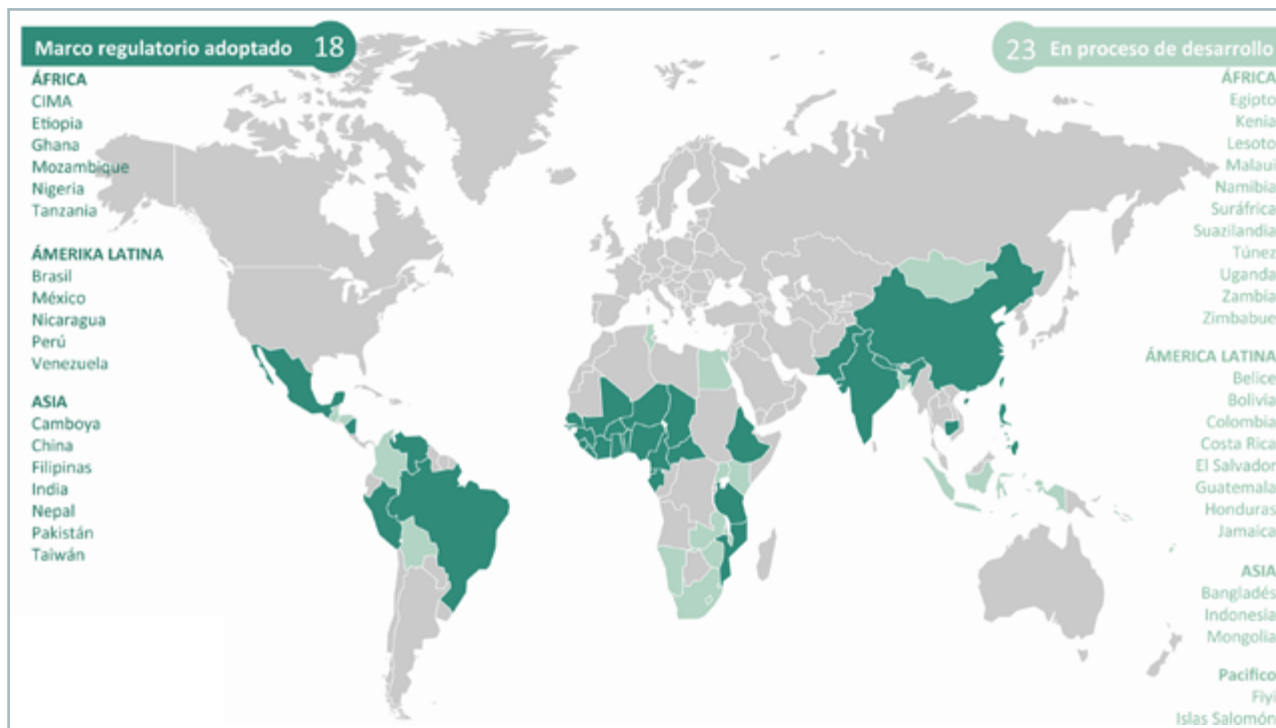 Marco regulatorio adoptado 18
ÁFRICA
CIMA
Etiopia
Ghana
Mozambique
Nigeria
Tanzania
ÁMERIKA LATINA
Brasil
México
Nicaragua
Perú
Venezuela
ASIA
Camboya
China
Filipinas
India
Nepal
Pakistán
Taiwán
23 En proceso de desarrollo
ÁFRICA
Egipto
Kenia
Lesoto
Malaui
Namibia
Suráfrica
Suazilandia
Túnez
Uganda
Zambia
Zimbabue
ÁMERICA LATINA
Belice
Bolivia
Colombia
Costa Rica
El Salvador
Guatemala
Honduras
Jamaica
ASIA
Bangladés
Indonesia
Mongolia
Pacifico
Fiyi
Islas Salomón